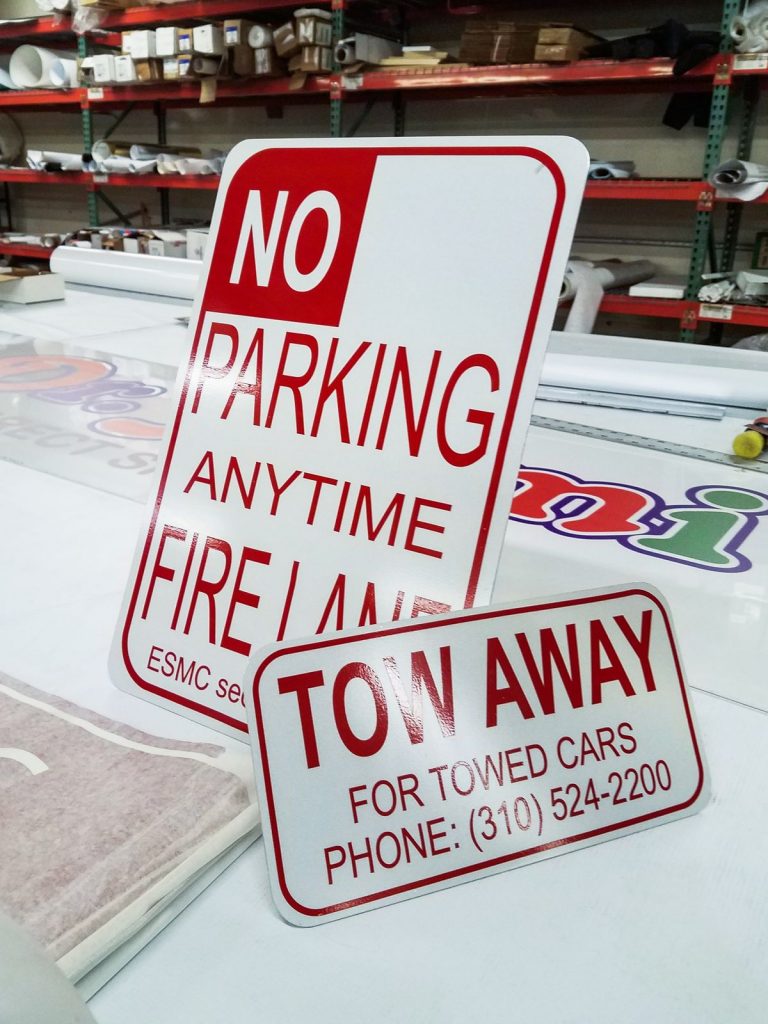 NO
PARKING
ANYTIME
FIRE LANE
ESMC
TOW AWAY
FOR TOWED CARS
PHONE: (310) 524-2200